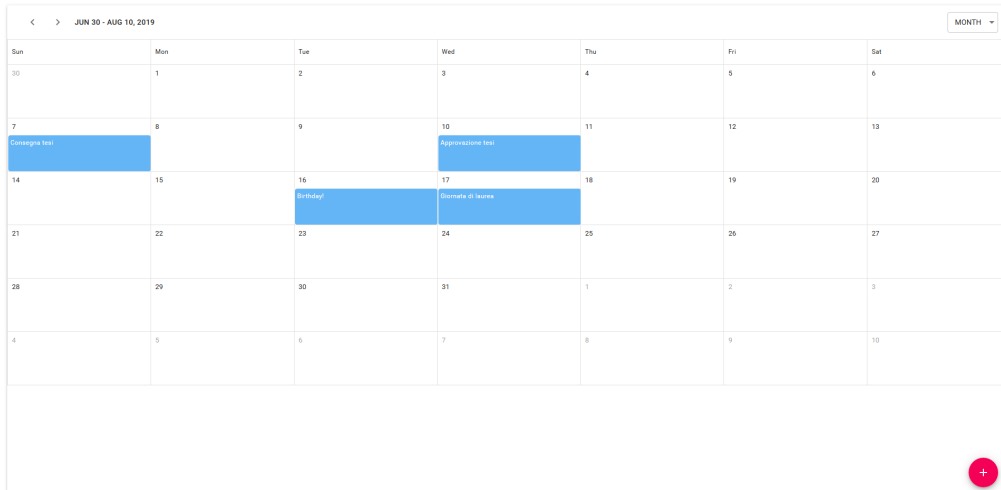 JUN 30 - AUG 10, 2019
MONTH
Sun Mon Tue Wed Thu Fri Sat
30 1 2 3 4 5 6
7 8 9 10 11 12 13
Consegna tesi Approvazione tesi
14 15 16 17 18 19 20
Birthday! Giornata di laurea
21 22 23 24 25 26 27
28 29 30 31 1 2 3
4 5 6 7 8 9 10
+